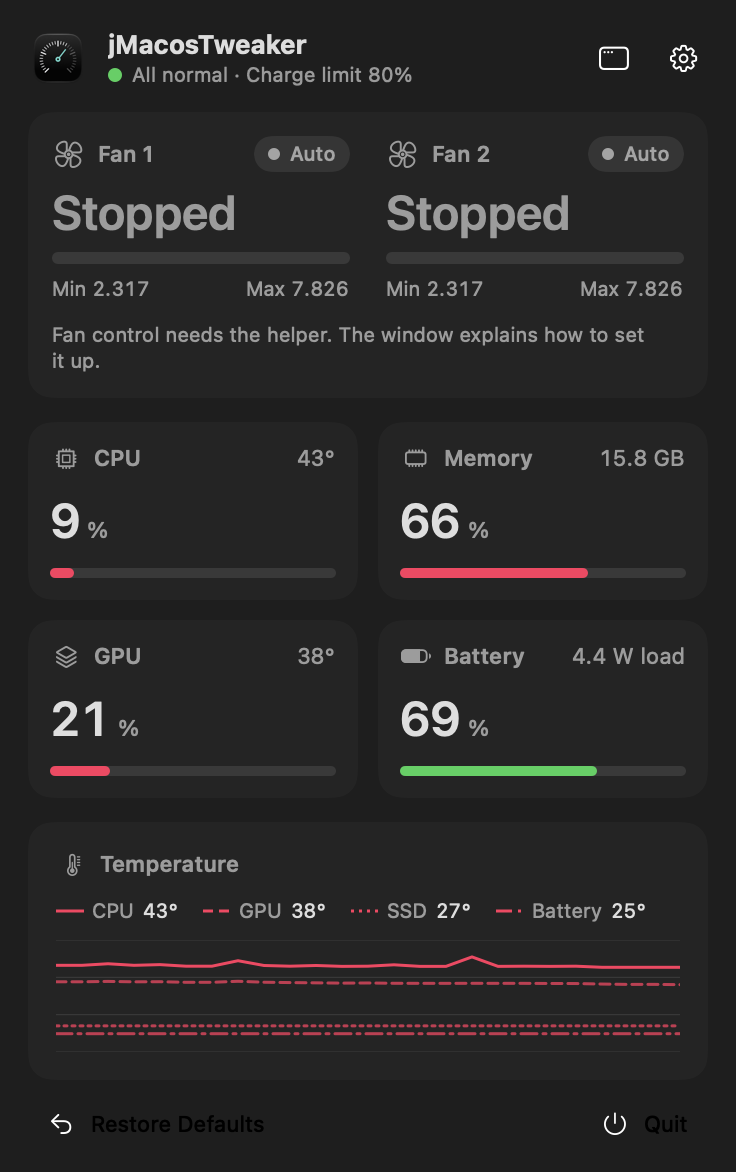 jMacosTweaker
All normal · Charge limit 80%
Fan 1 Auto
Stopped
Min 2.317 Max 7.826
Fan 2 Auto
Stopped
Min 2.317 Max 7.826
Fan control needs the helper. The window explains how to set
it up.
CPU 43°
9 %
Memory 15.8 GB
66 %
GPU 38°
21 %
Battery 4.4 W load
69 %
Temperature
CPU 43° GPU 38° SSD 27° Battery 25°
Restore Defaults Quit